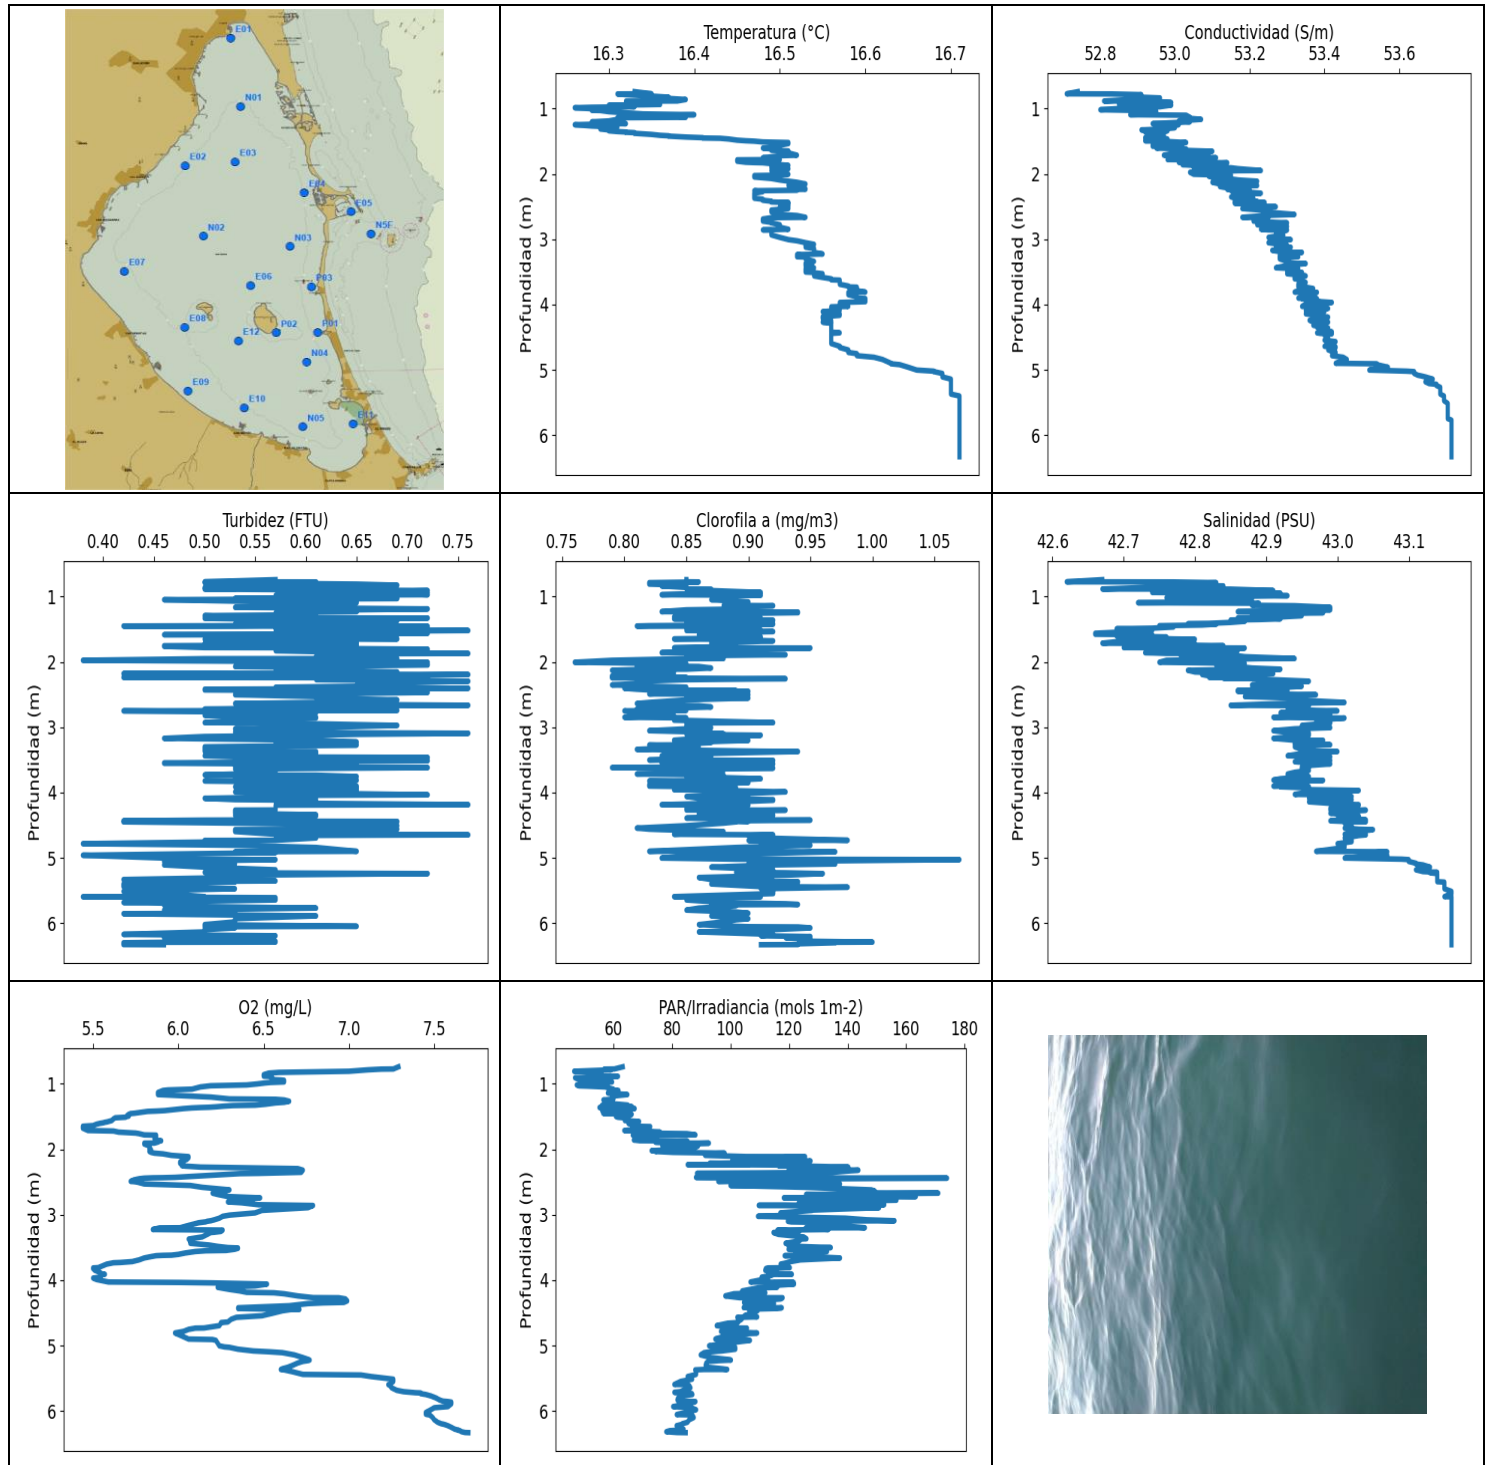 E01
N01
E02
E03
E04
E05
N5F
N02
N03
E07
E06
P03
E08
E12
P02
P01
N04
E09
E10
N05
E11
Temperatura (°C)
16.3 16.4 16.5 16.6 16.7
Profundidad (m)
1
2
3
4
5
6
Conductividad (S/m)
52.8 53.0 53.2 53.4 53.6
Profundidad (m)
1
2
3
4
5
6
Turbidez (FTU)
0.40 0.45 0.50 0.55 0.60 0.65 0.70 0.75
Profundidad (m)
1
2
3
4
5
6
Clorofila a (mg/m3)
0.75 0.80 0.85 0.90 0.95 1.00 1.05
Profundidad (m)
1
2
3
4
5
6
Salinidad (PSU)
42.6 42.7 42.8 42.9 43.0 43.1
Profundidad (m)
1
2
3
4
5
6
O2 (mg/L)
5.5 6.0 6.5 7.0 7.5
Profundidad (m)
1
2
3
4
5
6
PAR/Irradiancia (mols 1m-2)
60 80 100 120 140 160 180
Profundidad (m)
1
2
3
4
5
6